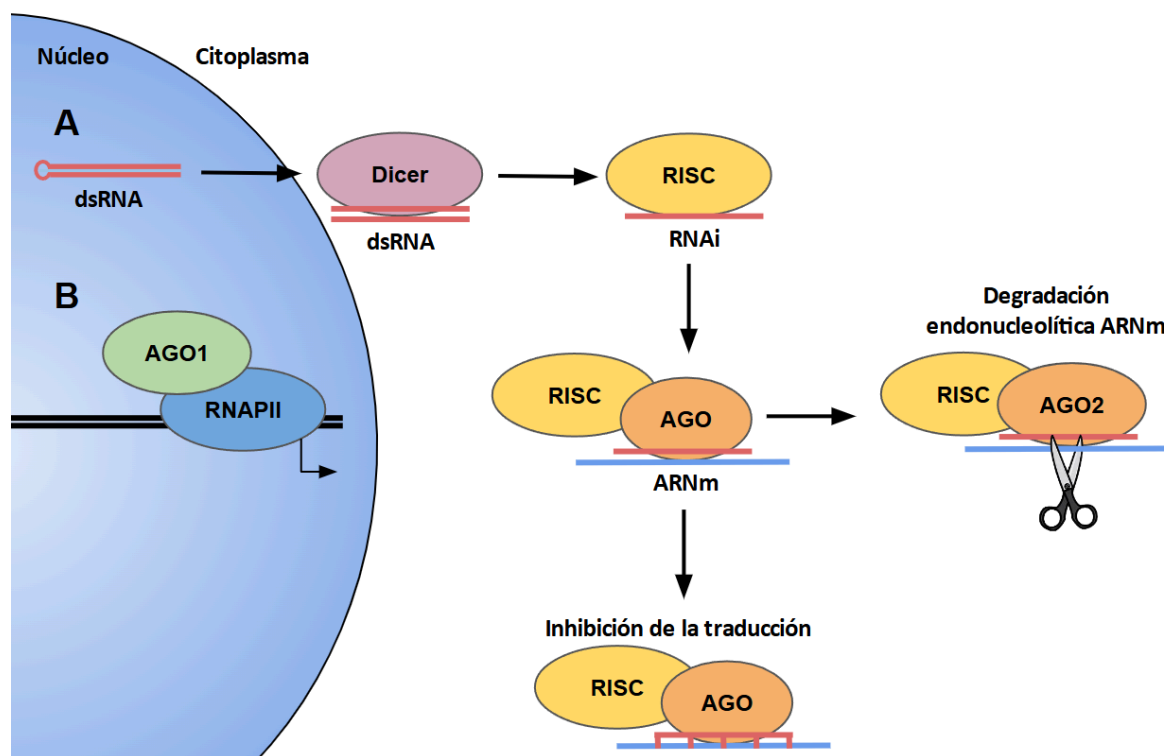 Núcleo
Citoplasma
A
dsRNA
Dicer
dsRNA
RISC
RNAi
B
AGO1
RNAPII
RISC
AGO
ARNm
Degradación
endonucleolítica ARNm
RISC
AGO2
Inhibición de la traducción
RISC
AGO